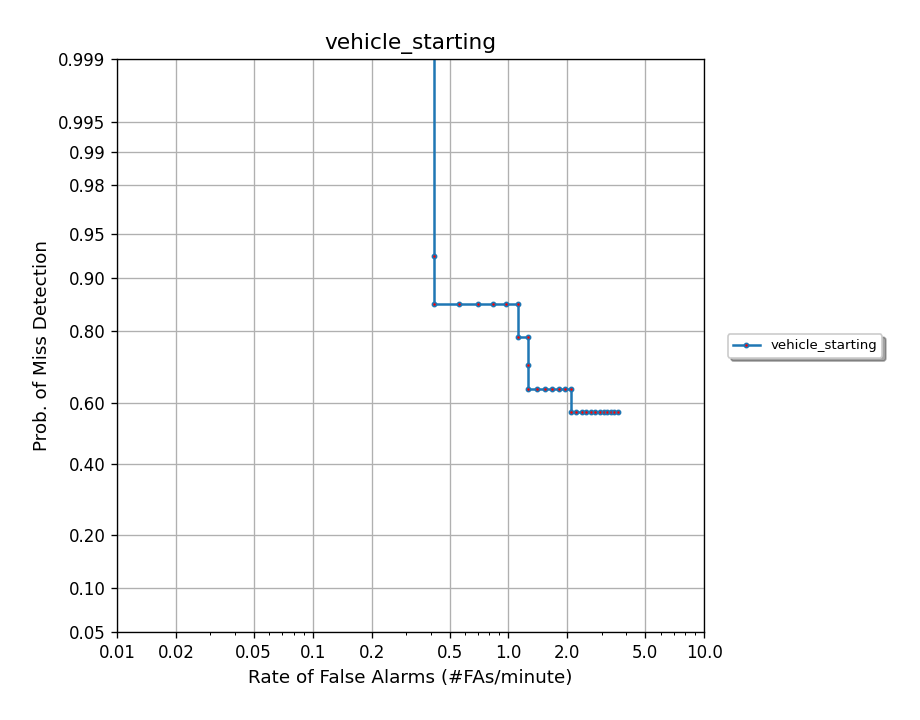 vehicle_starting
0.999
0.995
0.99
0.98
0.95
0.90
0.80
0.60
0.40
0.20
0.10
0.05
Prob. of Miss Detection
0.01 0.02 0.05 0.1 0.2 0.5 1.0 2.0 5.0 10.0
Rate of False Alarms (#FAs/minute)
vehicle_starting